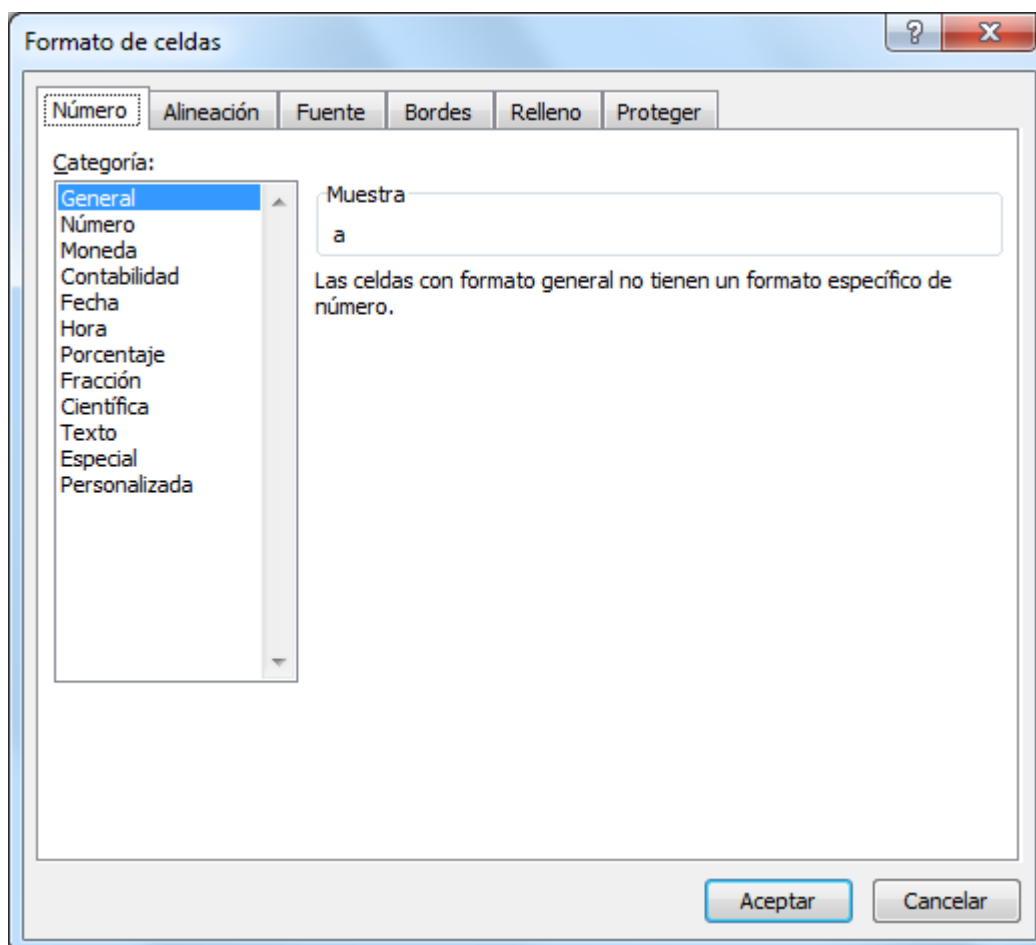 Formato de celdas
Número Alineación Fuente Bordes Relleno Proteger
Categoría:
General
Número
Moneda
Contabilidad
Fecha
Hora
Porcentaje
Fracción
Científica
Texto
Especial
Personalizada
Muestra
a
Las celdas con formato general no tienen un formato específico de
número.
Aceptar Cancelar